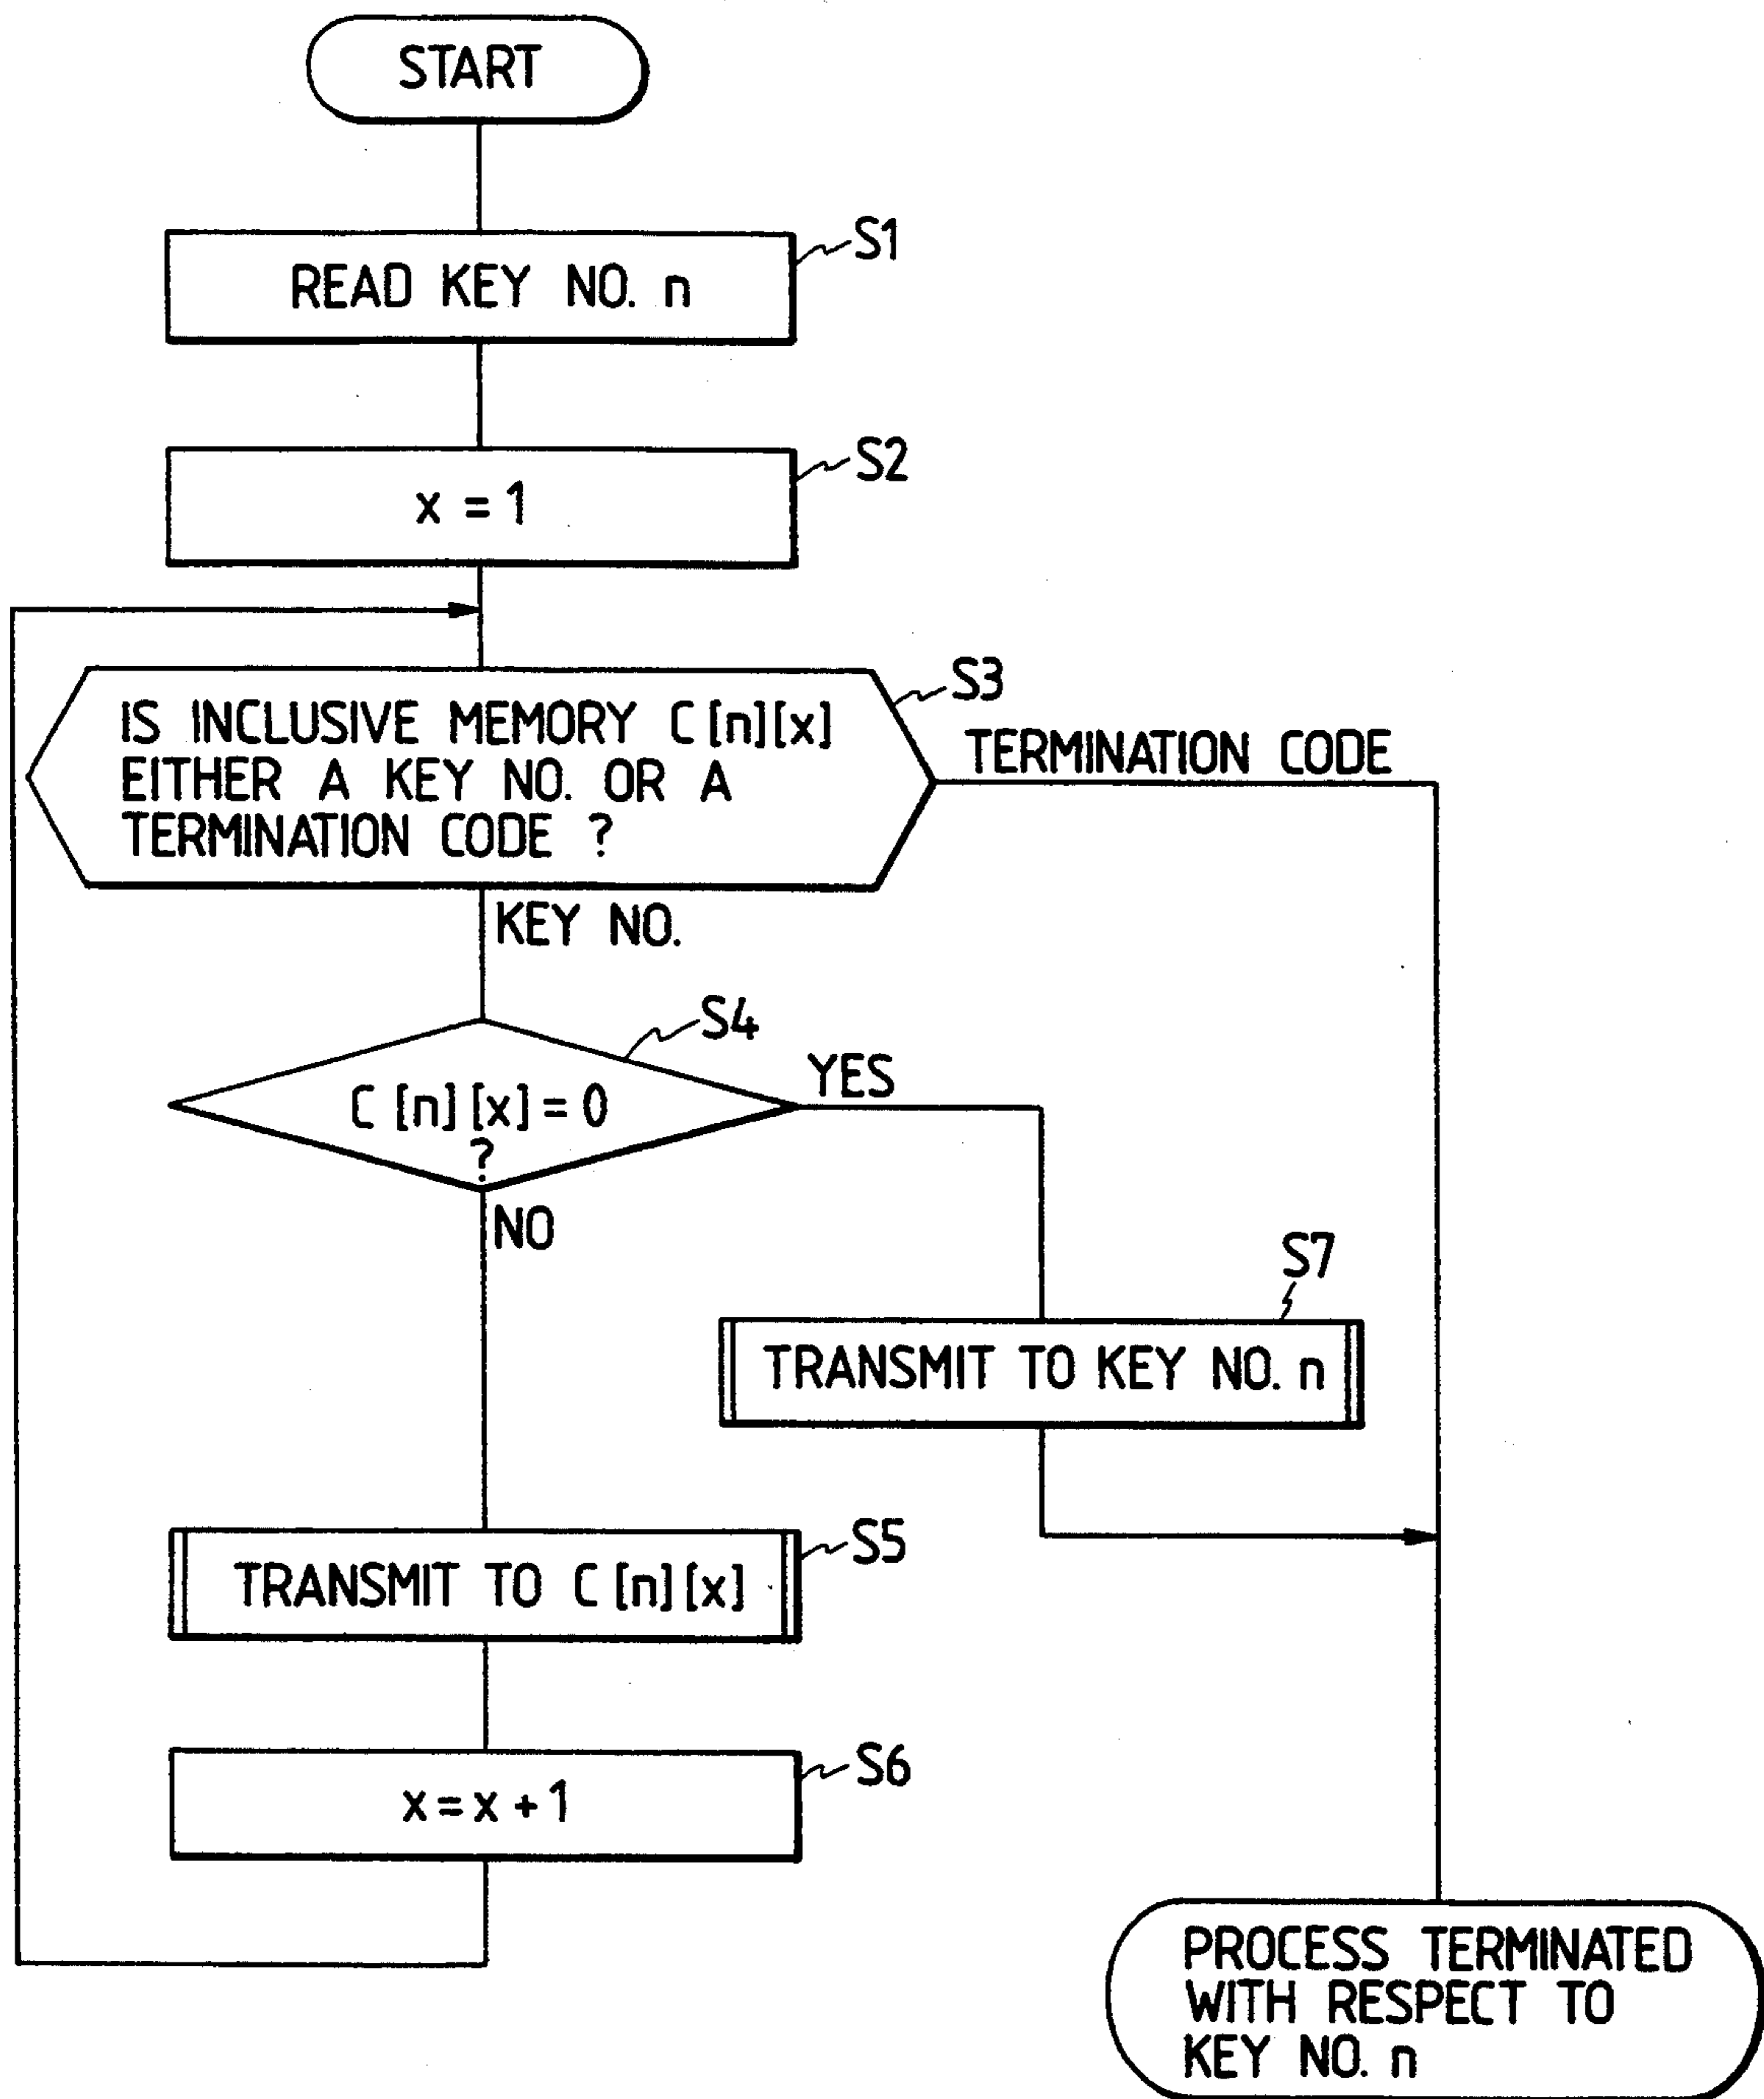 START
S1
READ KEY NO. n
S2
x = 1
S3
IS INCLUSIVE MEMORY C[n][x]
EITHER A KEY NO. OR A
TERMINATION CODE ?
TERMINATION CODE
KEY NO.
S4
C[n][x]=0
?
YES
NO
S7
TRANSMIT TO KEY NO. n
S5
TRANSMIT TO C[n][x]
S6
x=x+1
PROCESS TERMINATED
WITH RESPECT TO
KEY NO. n